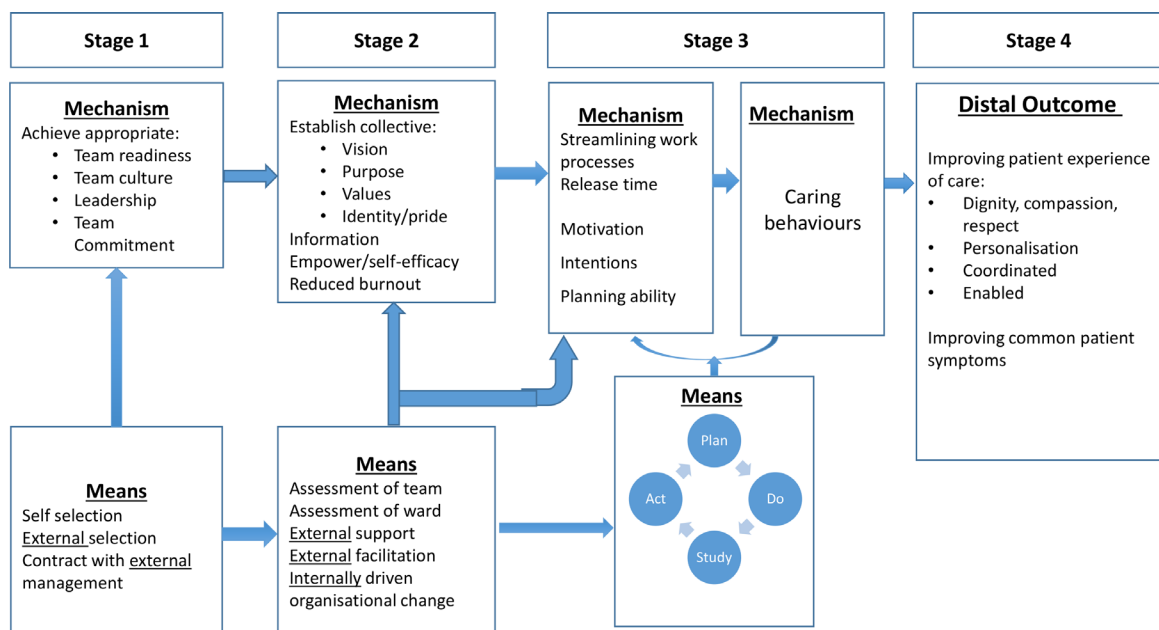 Stage 1
Stage 2
Stage 3
Stage 4
Mechanism
Achieve appropriate:
• Team readiness
• Team culture
• Leadership
• Team
Commitment
Mechanism
Establish collective:
• Vision
• Purpose
• Values
• Identity/pride
Information
Empower/self-efficacy
Reduced burnout
Mechanism
Streamlining work
processes
Release time
Motivation
Intentions
Planning ability
Mechanism
Caring
behaviours
Distal Outcome
Improving patient experience
of care:
• Dignity, compassion,
respect
• Personalisation
• Coordinated
• Enabled
Improving common patient
symptoms
Means
Self selection
External selection
Contract with external
management
Means
Assessment of team
Assessment of ward
External support
External facilitation
Internally driven
organisational change
Means
Plan
Do
Study
Act